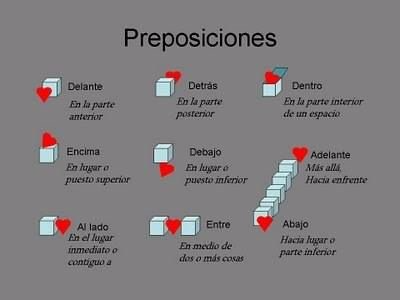 Preposiciones
Delante
En la parte
anterior
Detrás
En la parte
posterior
Dentro
En la parte interior
de un espacio
Encima
En lugar o
puesto superior
Debajo
En lugar o
puesto inferior
Adelante
Más allá,
Hacia enfrente
Al lado
En el lugar
inmediato o
contiguo a
Entre
En medio de
dos o más cosas
Abajo
Hacia lugar o
parte inferior